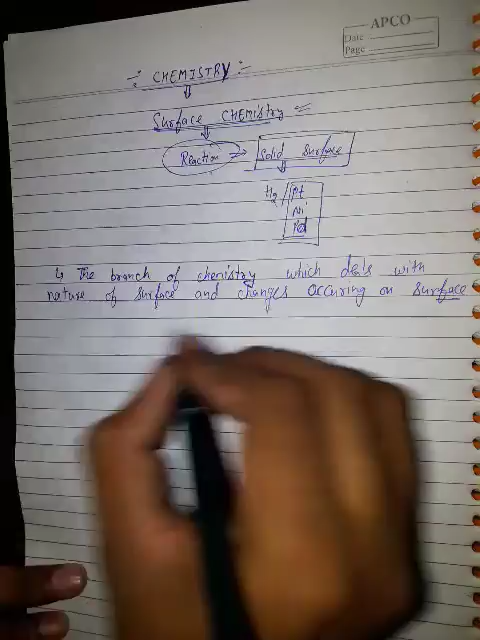 APCO
Date
Page
-: CHEMISTRY :-
Surface CHEMistry
Reaction
Solid Surface
H2 / Pt
Ni
Pd
↳ The branch of chemistry which deals with
nature of surface and changes occuring on surface